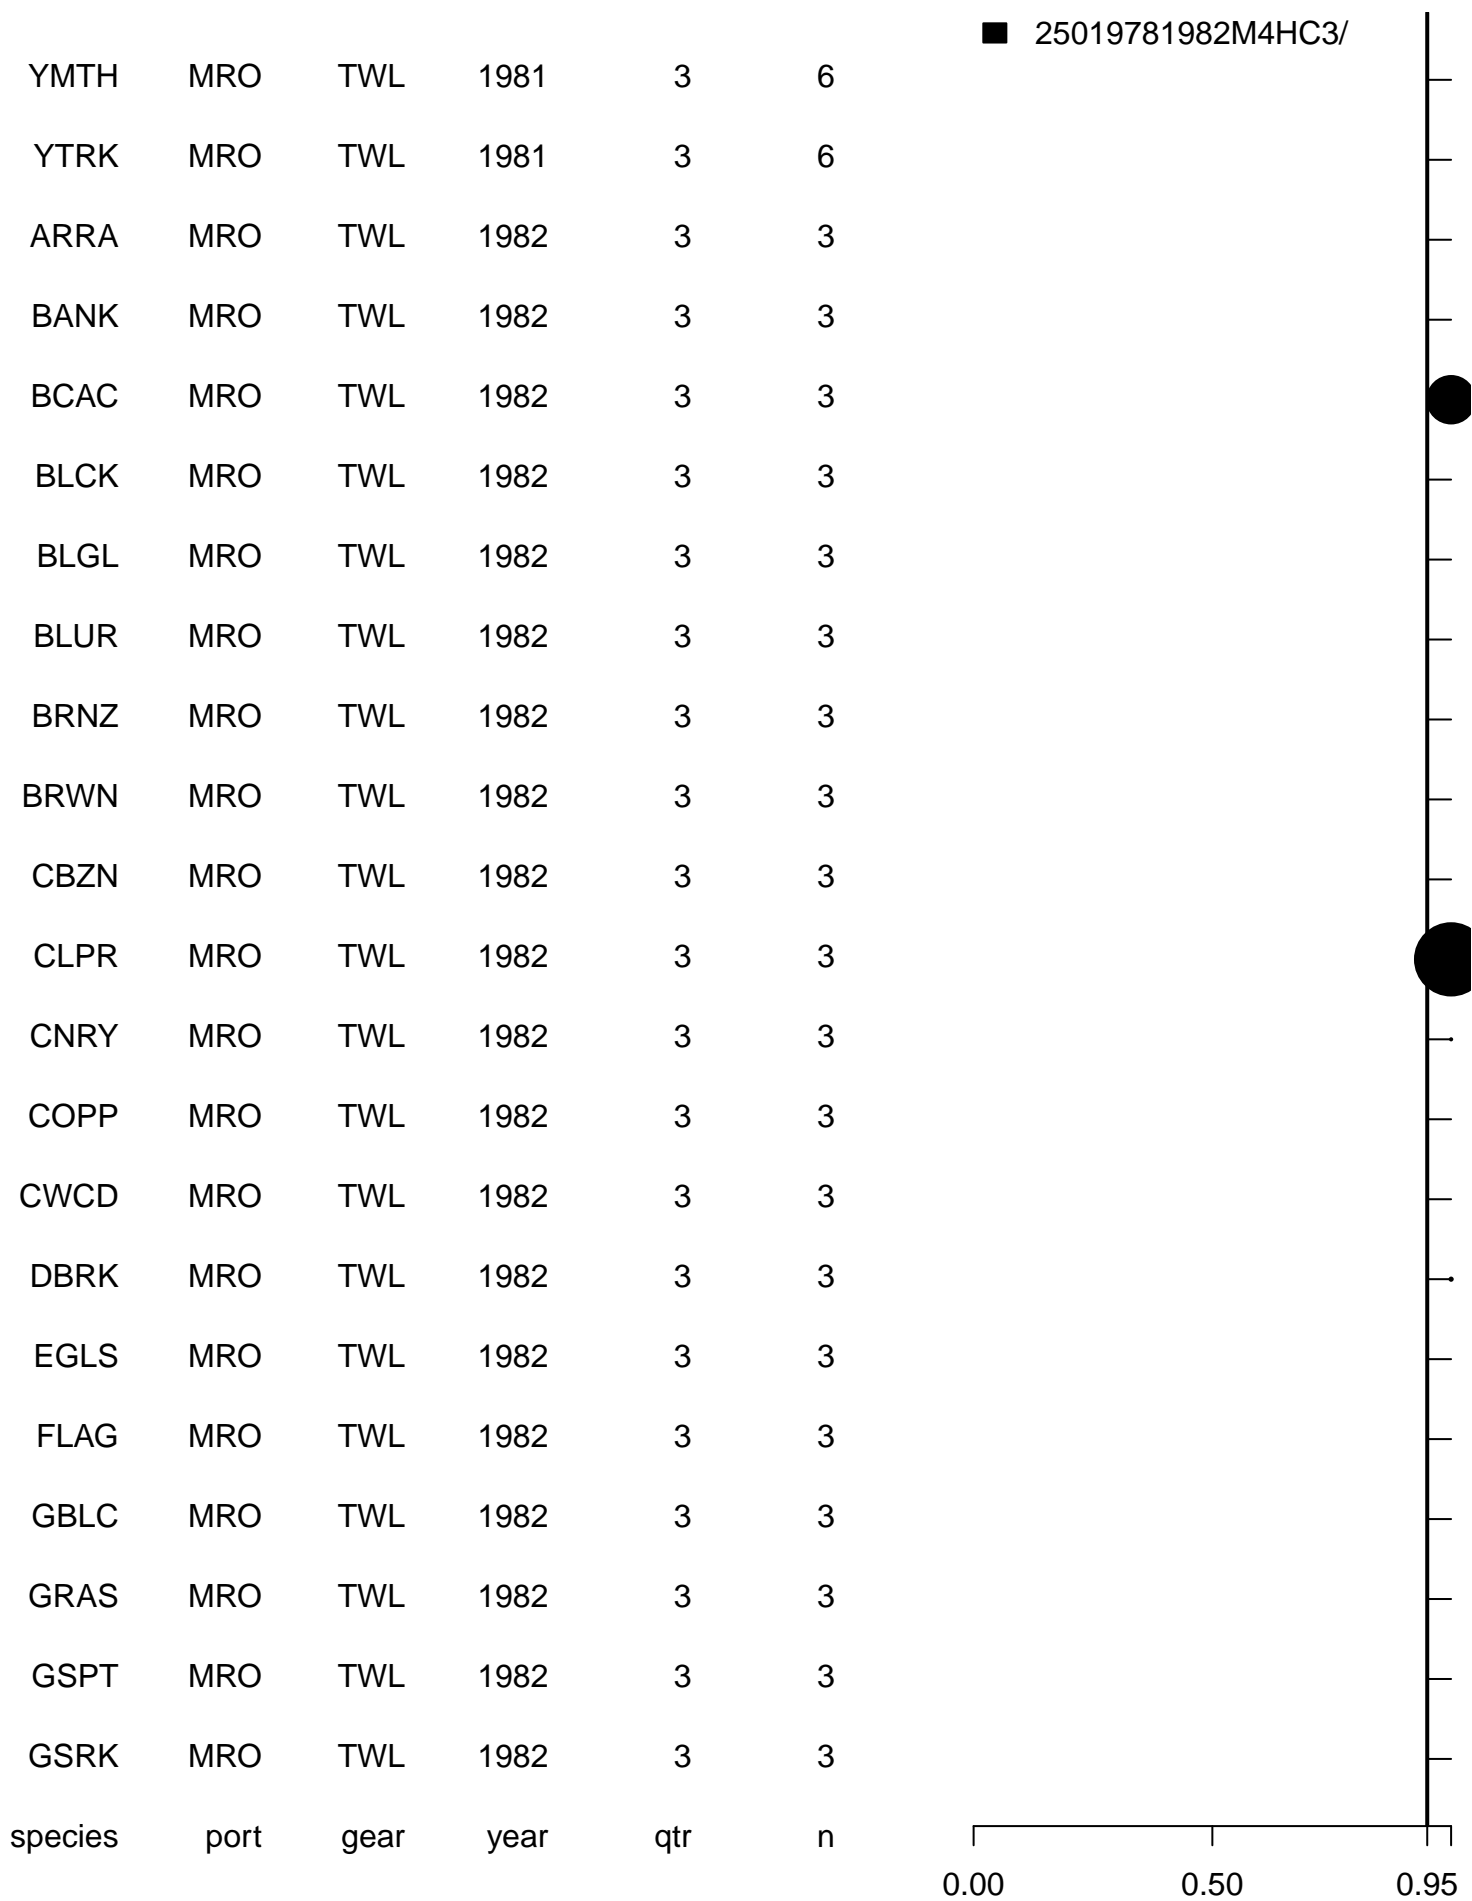 25019781982M4HC3/
YMTH MRO TWL 1981 3 6
YTRK MRO TWL 1981 3 6
ARRA MRO TWL 1982 3 3
BANK MRO TWL 1982 3 3
BCAC MRO TWL 1982 3 3
BLCK MRO TWL 1982 3 3
BLGL MRO TWL 1982 3 3
BLUR MRO TWL 1982 3 3
BRNZ MRO TWL 1982 3 3
BRWN MRO TWL 1982 3 3
CBZN MRO TWL 1982 3 3
CLPR MRO TWL 1982 3 3
CNRY MRO TWL 1982 3 3
COPP MRO TWL 1982 3 3
CWCD MRO TWL 1982 3 3
DBRK MRO TWL 1982 3 3
EGLS MRO TWL 1982 3 3
FLAG MRO TWL 1982 3 3
GBLC MRO TWL 1982 3 3
GRAS MRO TWL 1982 3 3
GSPT MRO TWL 1982 3 3
GSRK MRO TWL 1982 3 3
species port gear year qtr n
0.00 0.50 0.95